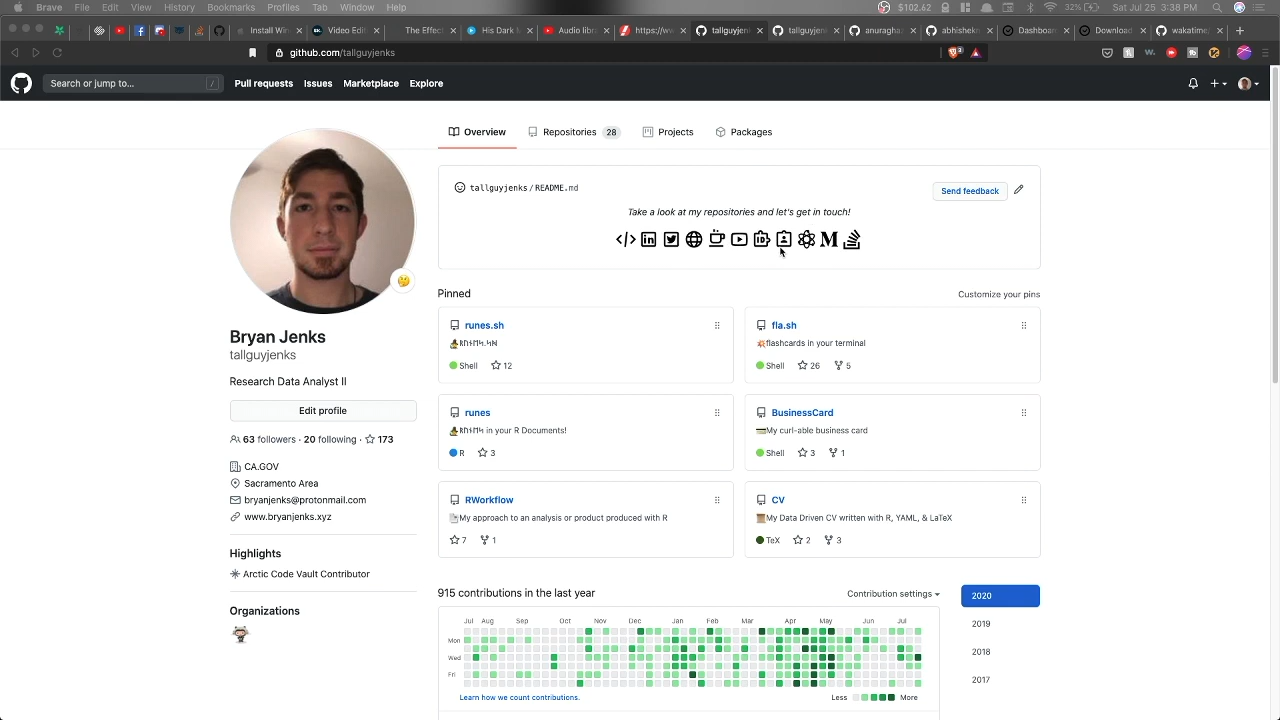 Brave File Edit View History Bookmarks Profiles Tab Window Help $102.62 33% Sat Jul 25 3:38 PM
Install Win Video Edit The Effect His Dark M Audio libr https://ww tallguyjenk tallguyjenk anuragha abhisheke Dashboard Download wakatime
github.com/tallguyjenks
Search or jump to... / Pull requests Issues Marketplace Explore
Overview Repositories 28 Projects Packages
tallguyjenks/README.md Send feedback
Take a look at my repositories and let's get in touch!
Pinned Customize your pins
runes.sh
Shell 12
fla.sh
flashcards in your terminal
Shell 26 5
runes
in your R Documents!
R 3
BusinessCard
My curl-able business card
Shell 3 1
RWorkflow
My approach to an analysis or product produced with R
7 1
CV
My Data Driven CV written with R, YAML, & LaTeX
TeX 2 3
Bryan Jenks
tallguyjenks
Research Data Analyst II
Edit profile
63 followers · 20 following · 173
CA.GOV
Sacramento Area
bryanjenks@protonmail.com
www.bryanjenks.xyz
Highlights
Arctic Code Vault Contributor
Organizations
915 contributions in the last year Contribution settings
Jul Aug Sep Oct Nov Dec Jan Feb Mar Apr May Jun Jul
Mon
Wed
Fri
Learn how we count contributions. Less More
2020
2019
2018
2017